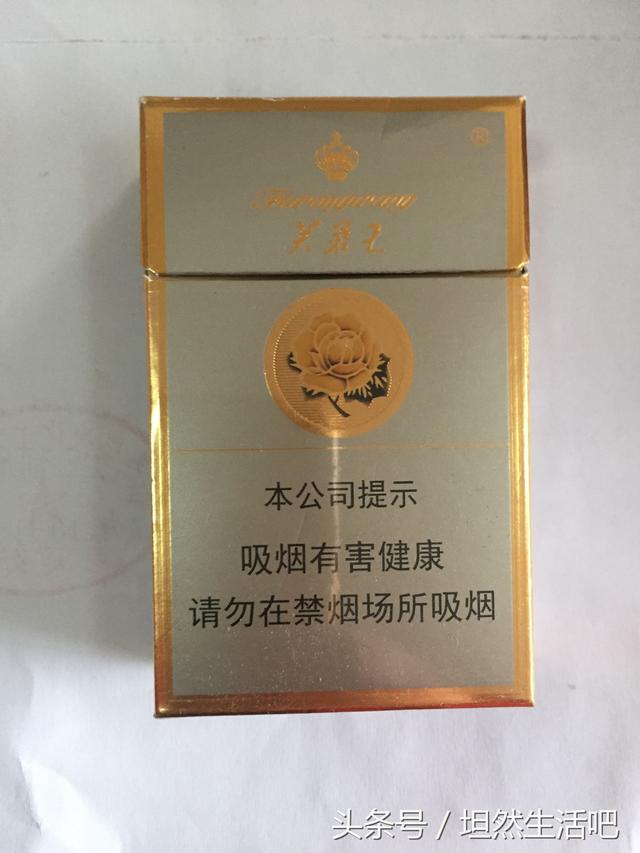 ®
Furongwang
芙蓉王
本公司提示
吸烟有害健康
请勿在禁烟场所吸烟
头条号 / 坦然生活吧